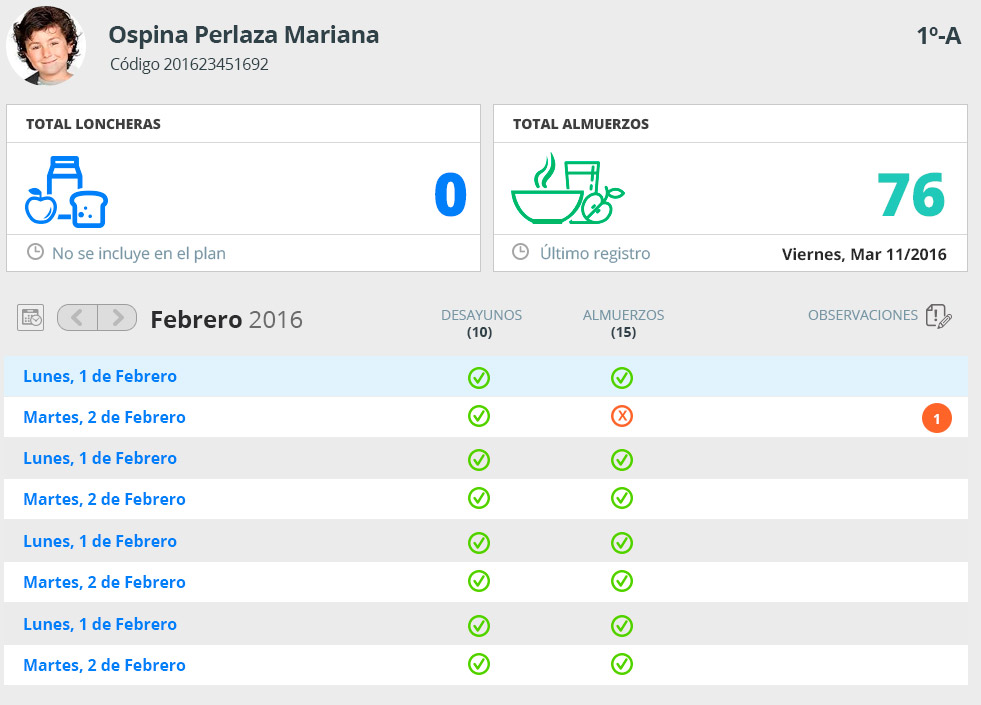 Ospina Perlaza Mariana
1º-A
Código 201623451692
TOTAL LONCHERAS
0
No se incluye en el plan
TOTAL ALMUERZOS
76
Último registro
Viernes, Mar 11/2016
Febrero 2016
DESAYUNOS
(10)
ALMUERZOS
(15)
OBSERVACIONES
Lunes, 1 de Febrero
Martes, 2 de Febrero
1
Lunes, 1 de Febrero
Martes, 2 de Febrero
Lunes, 1 de Febrero
Martes, 2 de Febrero
Lunes, 1 de Febrero
Martes, 2 de Febrero